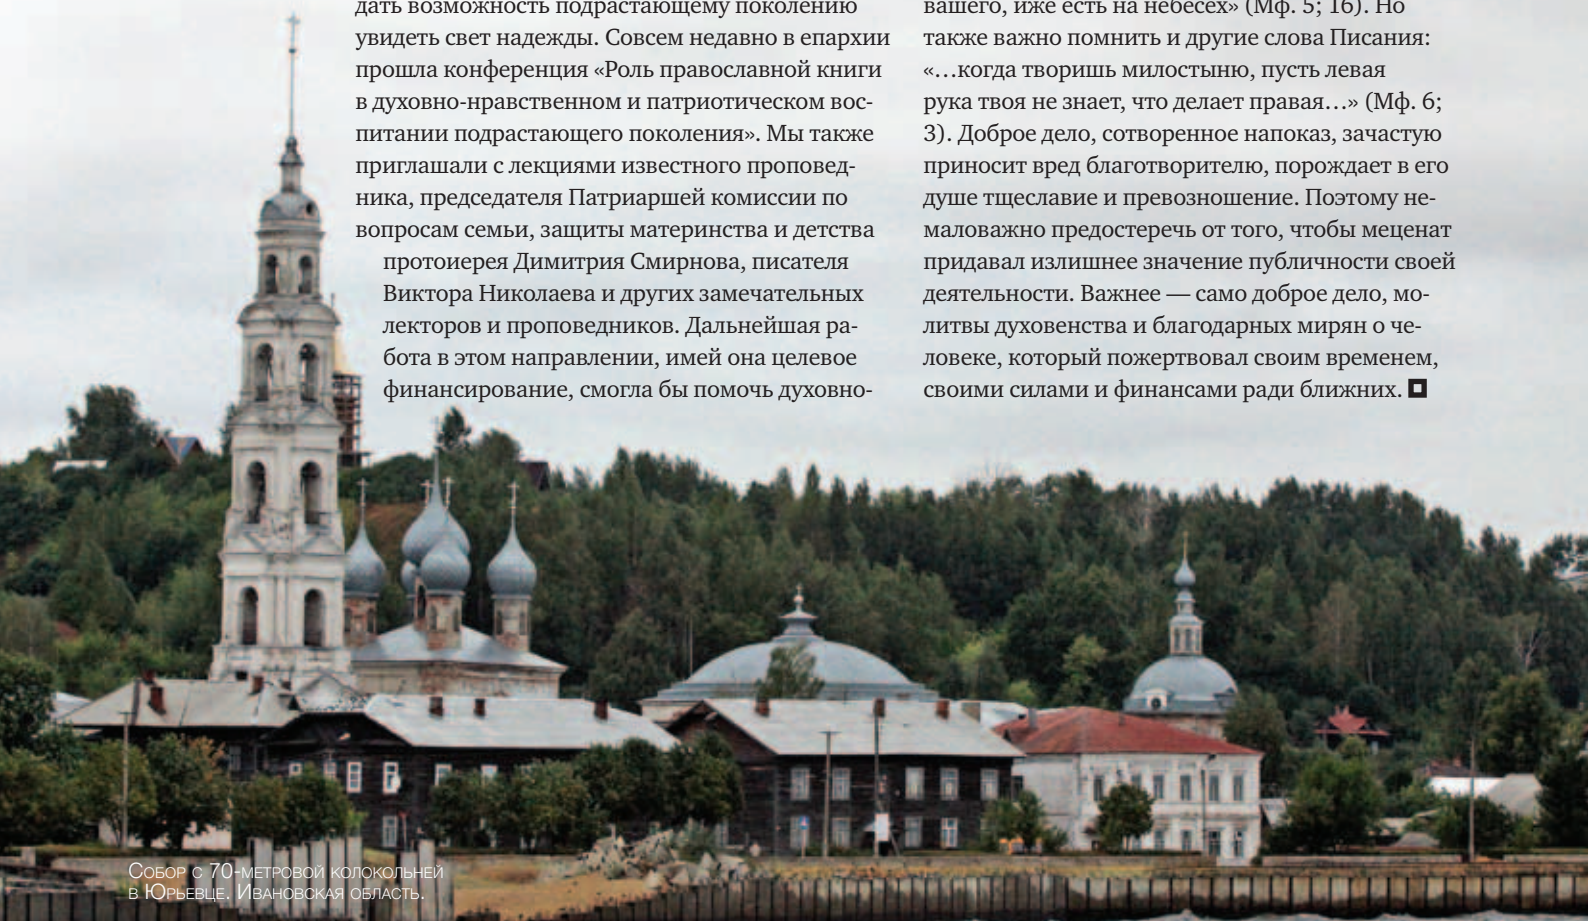 дать возможность подрастающему поколению
увидеть свет надежды. Совсем недавно в епархии
прошла конференция «Роль православной книги
в духовно-нравственном и патриотическом вос-
питании подрастающего поколения». Мы также
приглашали с лекциями известного проповед-
ника, председателя Патриаршей комиссии по
вопросам семьи, защиты материнства и детства
протоиерея Димитрия Смирнова, писателя
Виктора Николаева и других замечательных
лекторов и проповедников. Дальнейшая ра-
бота в этом направлении, имей она целевое
финансирование, смогла бы помочь духовно-
вашего, иже есть на небесех» (Мф. 5; 16). Но
также важно помнить и другие слова Писания:
«…когда творишь милостыню, пусть левая
рука твоя не знает, что делает правая…» (Мф. 6;
3). Доброе дело, сотворенное напоказ, зачастую
приносит вред благотворителю, порождает в его
душе тщеславие и превозношение. Поэтому не-
маловажно предостеречь от того, чтобы меценат
придавал излишнее значение публичности своей
деятельности. Важнее — само доброе дело, мо-
литвы духовенства и благодарных мирян о че-
ловеке, который пожертвовал своим временем,
своими силами и финансами ради ближних.
Собор с 70-метровой колокольней
в Юрьевце. Ивановская область.